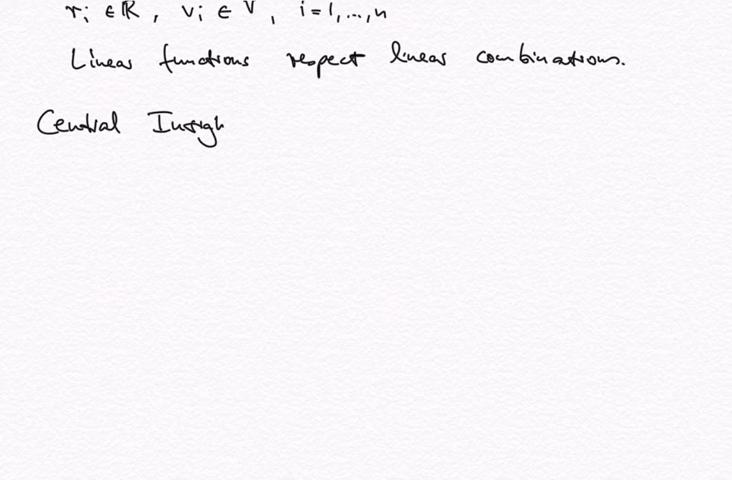 rᵢ ∈ ℝ, vᵢ ∈ V, i=1,...,n
Linear functions respect linear combinations.
Central Insigh